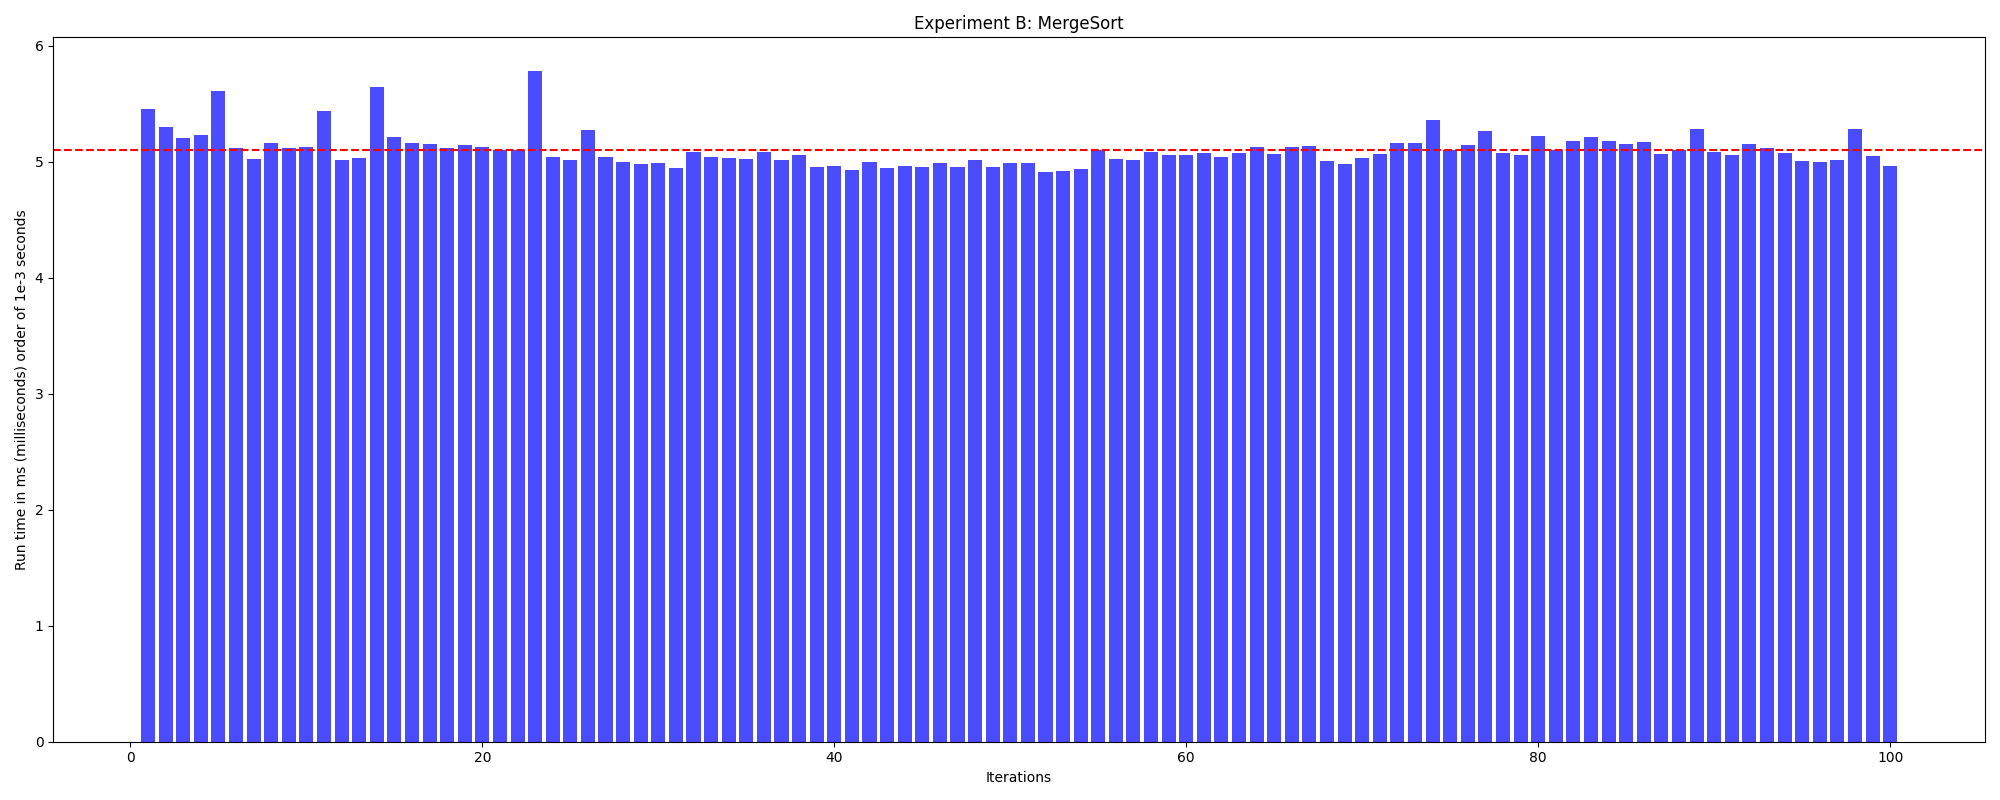 Experiment B: MergeSort
Run time in ms (milliseconds) order of 1e-3 seconds
6
5
4
3
2
1
0
0 20 40 60 80 100
Iterations